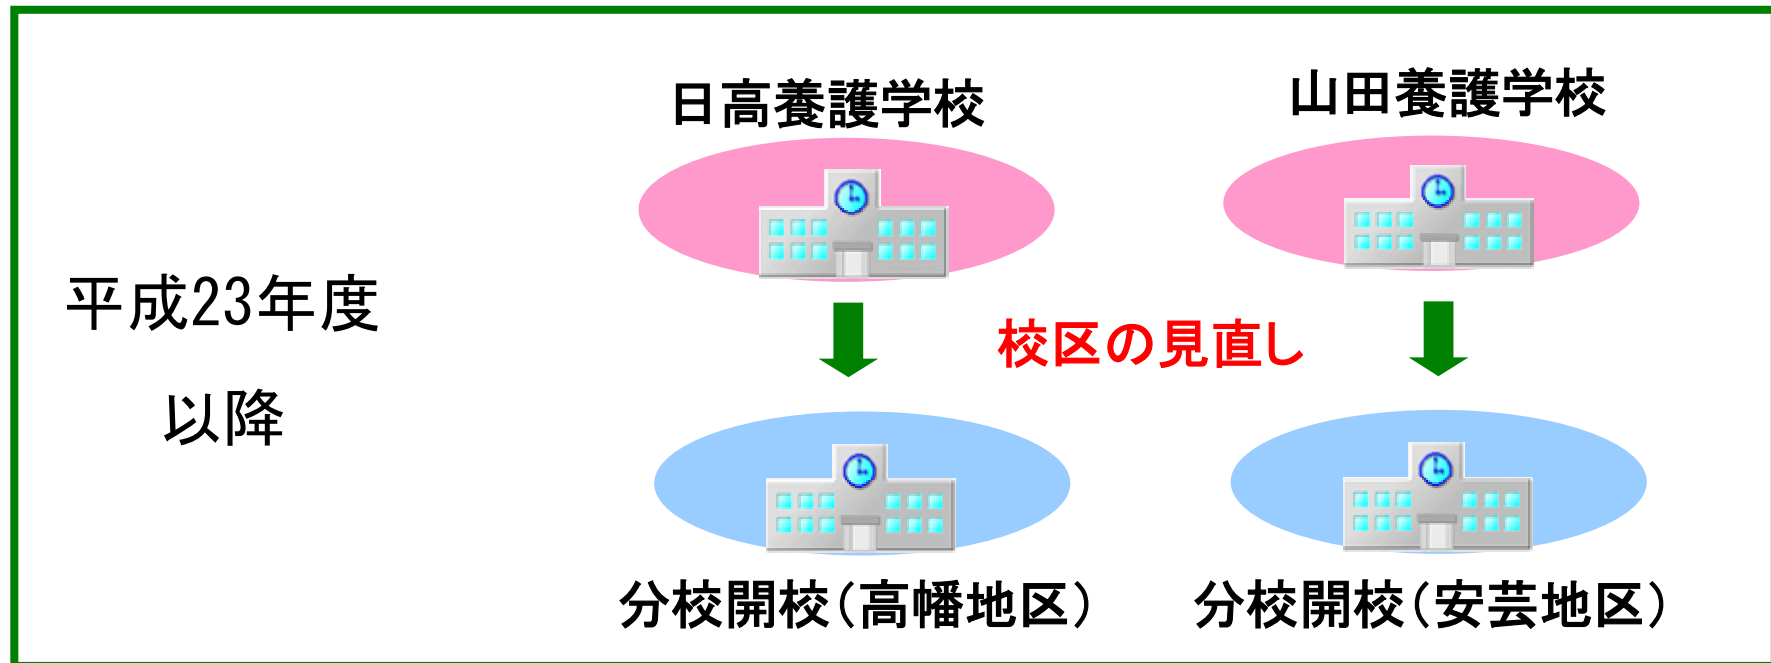 日高養護学校
山田養護学校
平成23年度
以降
校区の見直し
分校開校(高幡地区)
分校開校(安芸地区)